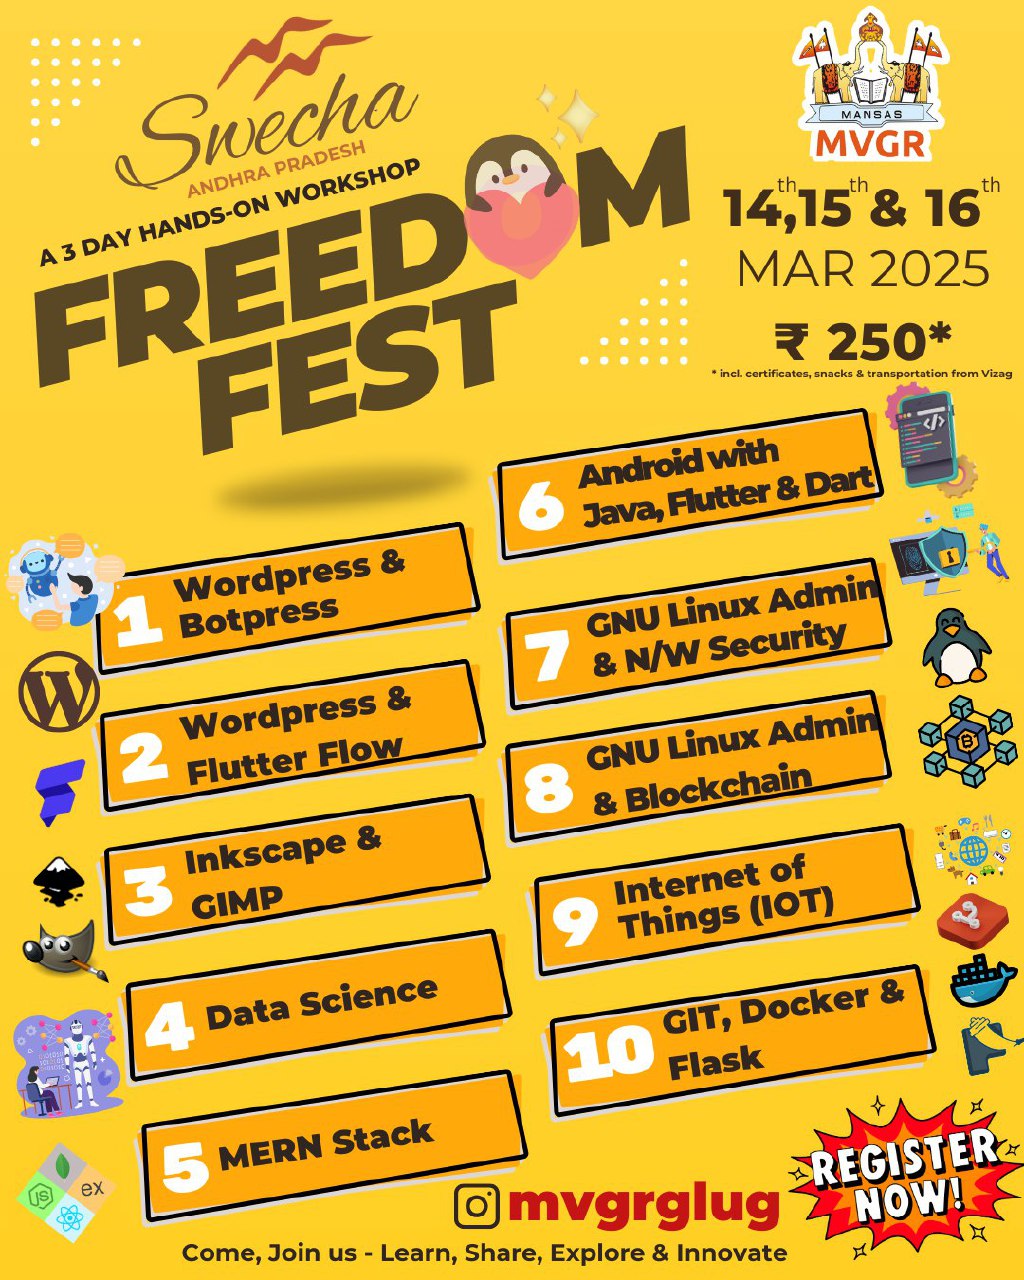 Swecha
ANDHRA PRADESH
A 3 DAY HANDS-ON WORKSHOP
FREEDOM
FEST
MANSAS
MVGR
14th,15th & 16th
MAR 2025
₹ 250*
* incl. certificates, snacks & transportation from Vizag
1 Wordpress &
Botpress
2 Wordpress &
Flutter Flow
3 Inkscape &
GIMP
4 Data Science
5 MERN Stack
6 Android with
Java, Flutter & Dart
7 GNU Linux Admin
& N/W Security
8 GNU Linux Admin
& Blockchain
9 Internet of
Things (IOT)
10 GIT, Docker &
Flask
W
JS
ex
</>
REGISTER
NOW!
mvgrglug
Come, Join us - Learn, Share, Explore & Innovate